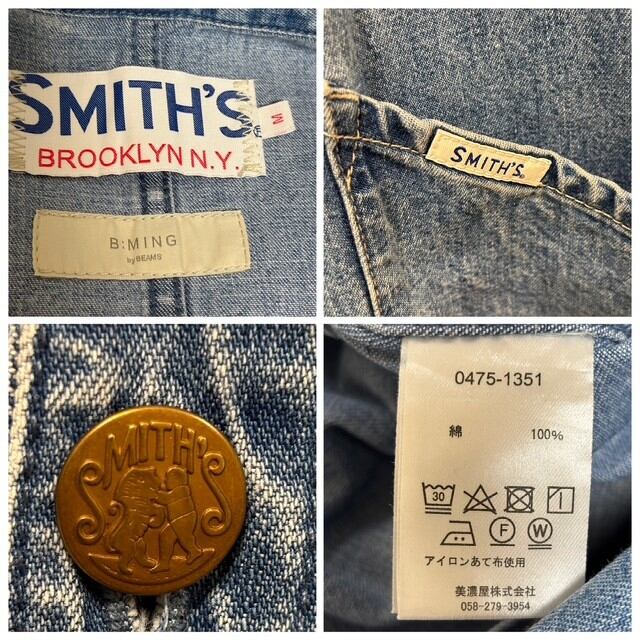 SMITH'S®
BROOKLYN N.Y.
M
B:MING
by BEAMS
SMITH'S®
SMITH'S
0475-1351
綿 100%
30
F W
アイロンあて布使用
美濃屋株式会社
058-279-3954